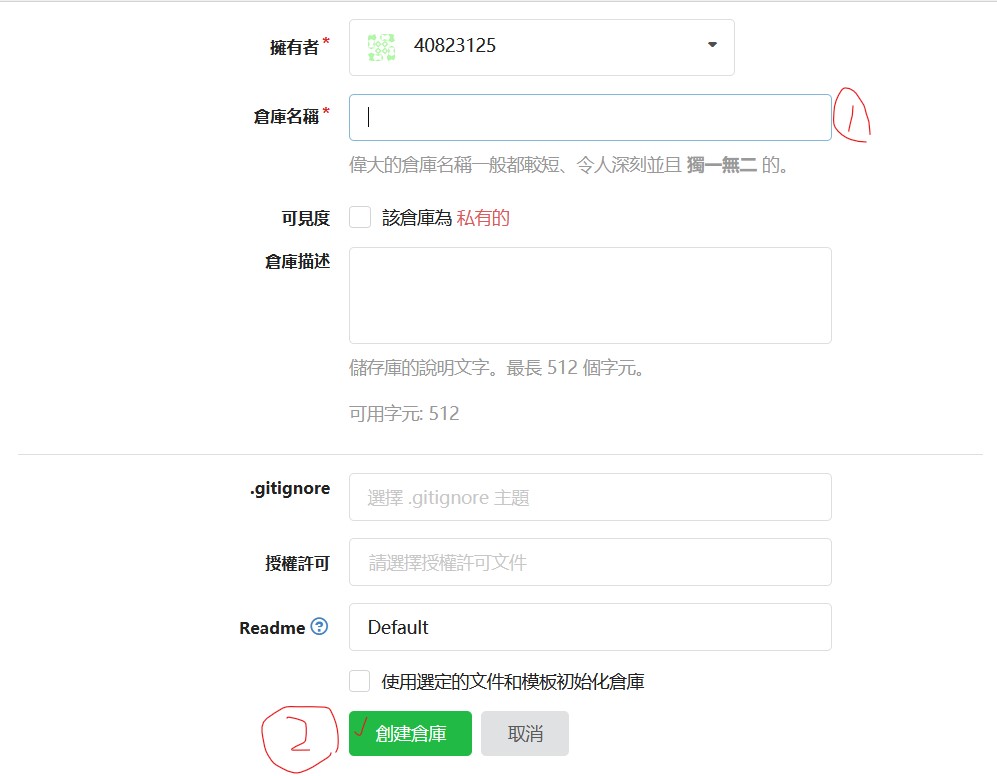 擁有者* 40823125
倉庫名稱* 1
偉大的倉庫名稱一般都較短、令人深刻並且 獨一無二 的。
可見度 該倉庫為 私有的
倉庫描述
儲存庫的說明文字。最長 512 個字元。
可用字元: 512
.gitignore 選擇 .gitignore 主題
授權許可 請選擇授權許可文件
Readme Default
使用選定的文件和模板初始化倉庫
2 創建倉庫 取消